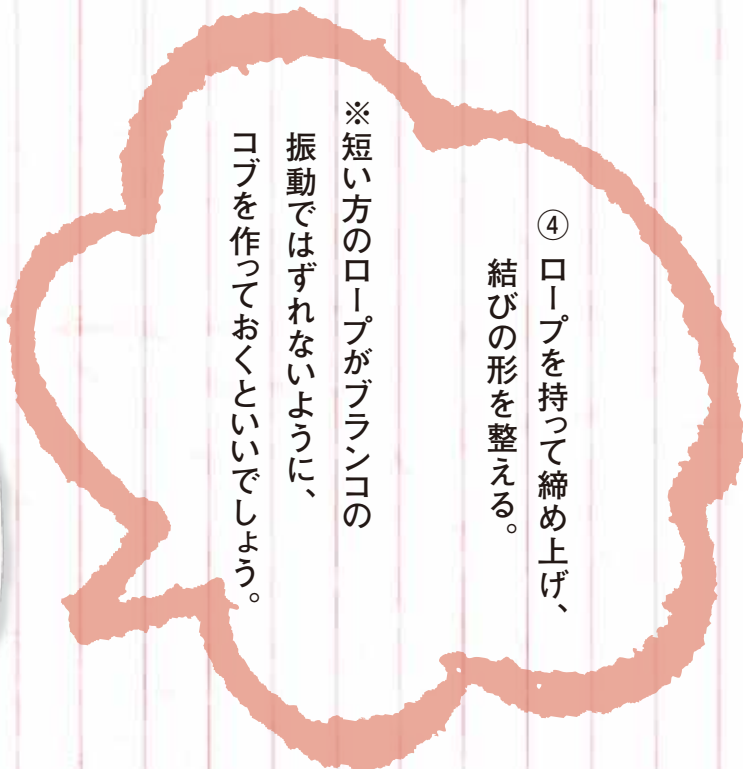 ④ ロープを持って締め上げ、
結びの形を整える。
※短い方のロープがブランコの
振動ではずれないように、
コブを作っておくといいでしょう。